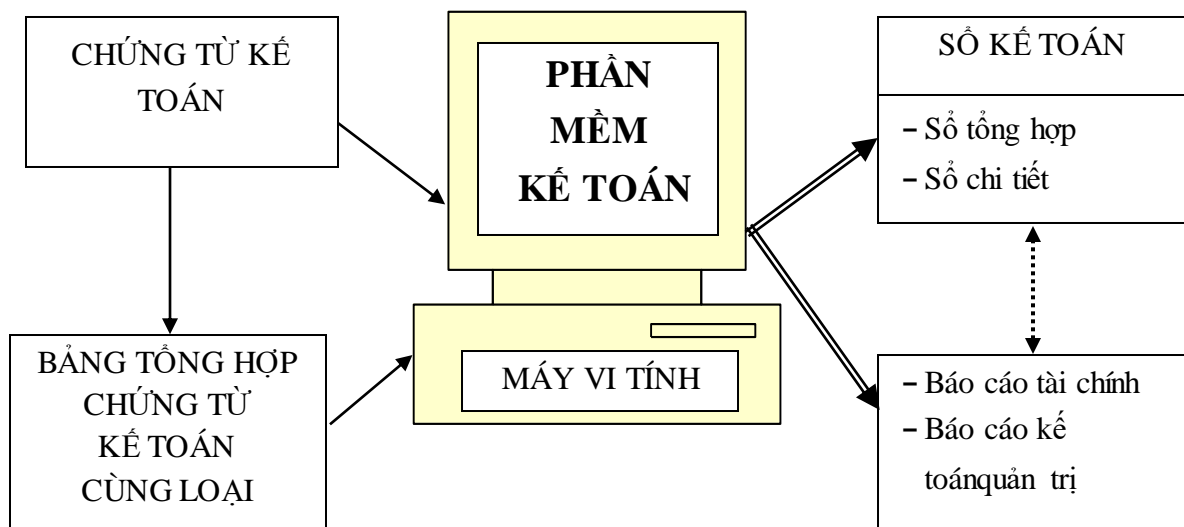 CHỨNG TỪ KẾ
TOÁN
PHẦN
MỀM
KẾ TOÁN
SỔ KẾ TOÁN
– Sổ tổng hợp
– Sổ chi tiết
BẢNG TỔNG HỢP
CHỨNG TỪ
KẾ TOÁN
CÙNG LOẠI
MÁY VI TÍNH
– Báo cáo tài chính
– Báo cáo kế
toánquản trị